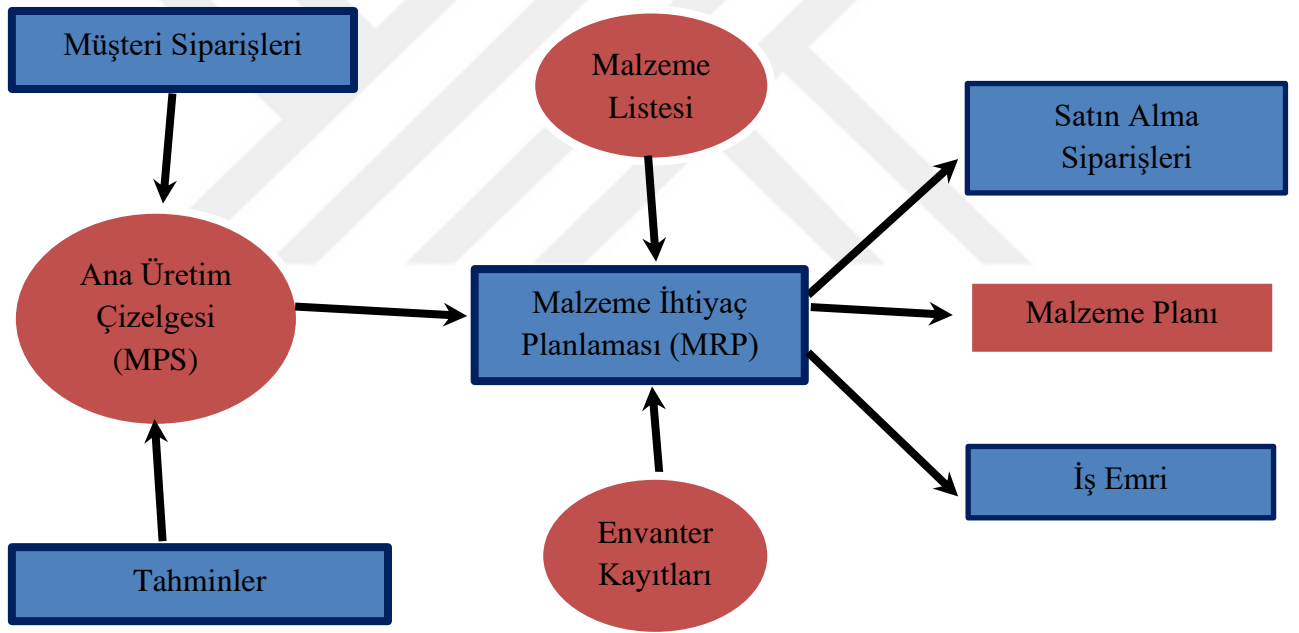 Müşteri Siparişleri
Malzeme
Listesi
Satın Alma
Siparişleri
Ana Üretim
Çizelgesi
(MPS)
Malzeme İhtiyaç
Planlaması (MRP)
Malzeme Planı
İş Emri
Envanter
Kayıtları
Tahminler